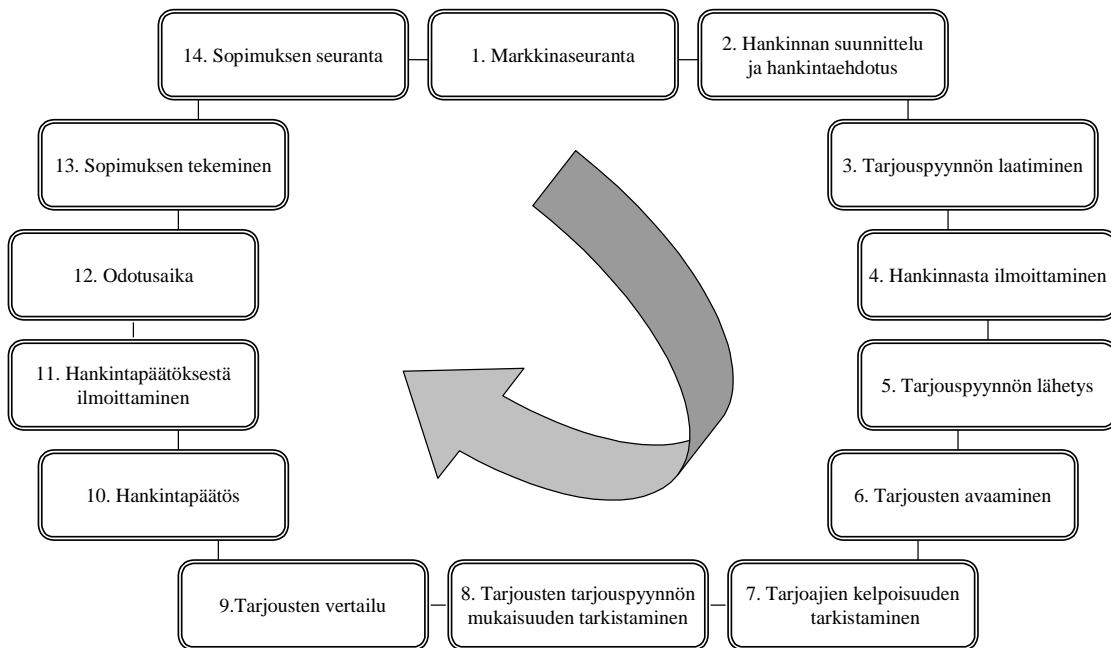 1. Markkinaseuranta
2. Hankinnan suunnittelu
ja hankintaehdotus
3. Tarjouspyynnön laatiminen
4. Hankinnasta ilmoittaminen
5. Tarjouspyynnön lähetys
6. Tarjousten avaaminen
7. Tarjoajien kelpoisuuden
tarkistaminen
8. Tarjousten tarjouspyynnön
mukaisuuden tarkistaminen
9.Tarjousten vertailu
10. Hankintapäätös
11. Hankintapäätöksestä
ilmoittaminen
12. Odotusaika
13. Sopimuksen tekeminen
14. Sopimuksen seuranta